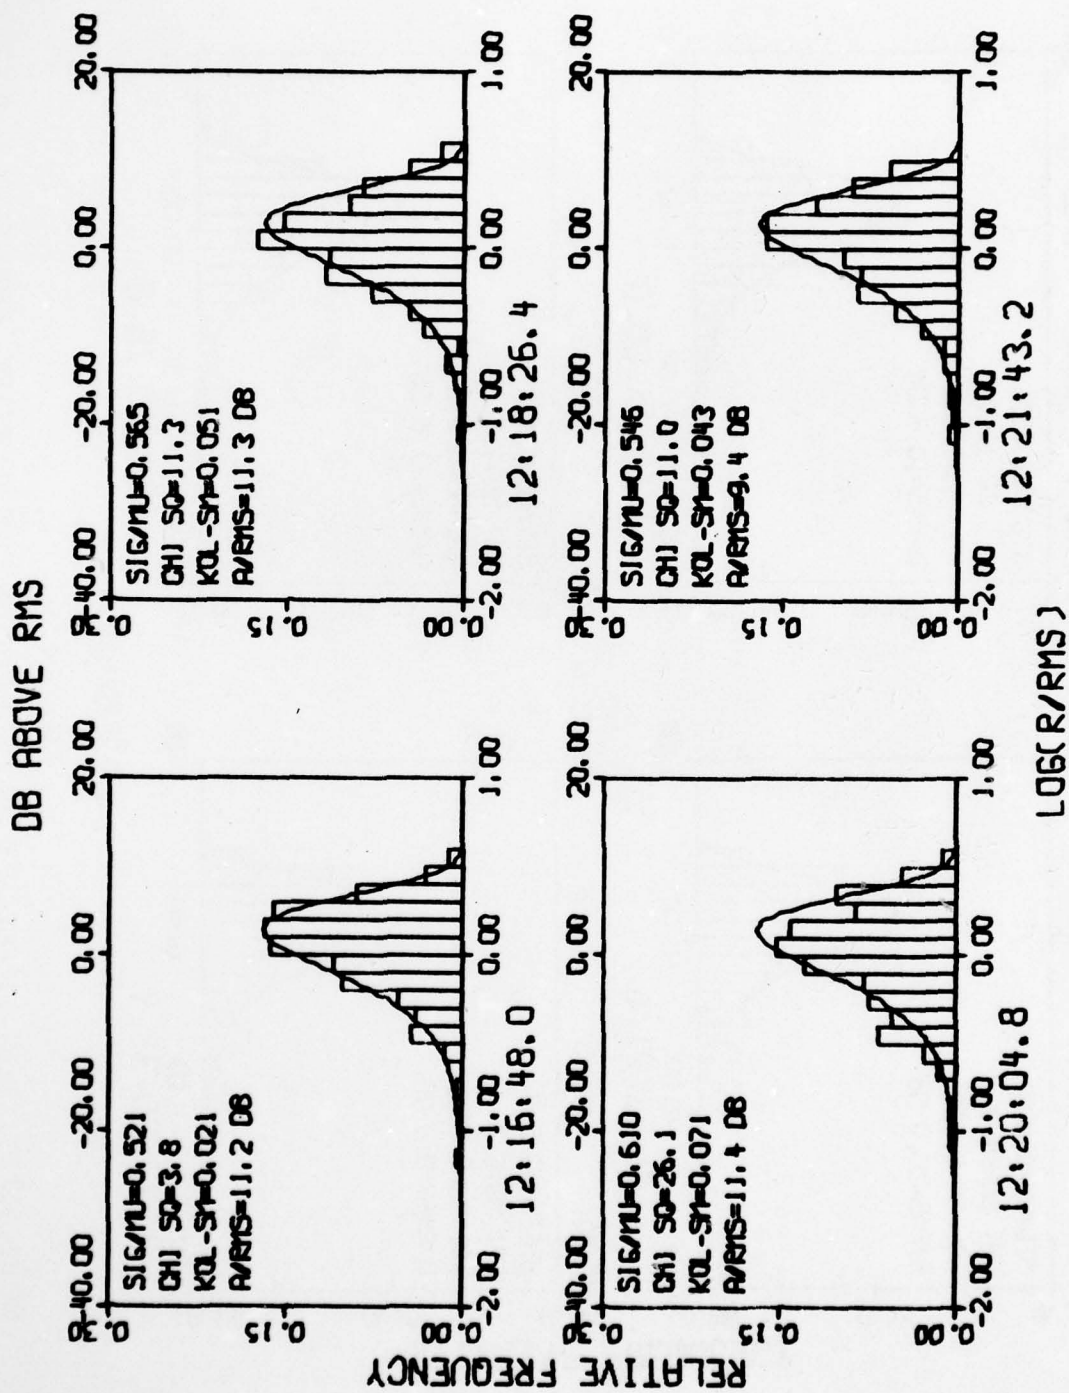 DB ABOVE RMS
-40.00 -20.00 0.00 20.00
-40.00 -20.00 0.00 20.00
RELATIVE FREQUENCY
0.30
0.15
0.00
SIG/MU=0.521
CHI SQ=3.8
KOL-SM=0.021
A/RMS=11.2 DB
-2.00 -1.00 0.00 1.00
12:16:48.0
0.30
0.15
0.00
SIG/MU=0.565
CHI SQ=11.3
KOL-SM=0.051
A/RMS=11.3 DB
-2.00 -1.00 0.00 1.00
12:18:26.4
-40.00 -20.00 0.00 20.00
0.30
0.15
0.00
SIG/MU=0.610
CHI SQ=26.1
KOL-SM=0.071
A/RMS=11.4 DB
-2.00 -1.00 0.00 1.00
12:20:04.8
-40.00 -20.00 0.00 20.00
0.30
0.15
0.00
SIG/MU=0.546
CHI SQ=11.0
KOL-SM=0.043
A/RMS=9.4 DB
-2.00 -1.00 0.00 1.00
12:21:43.2
LOG(R/RMS)